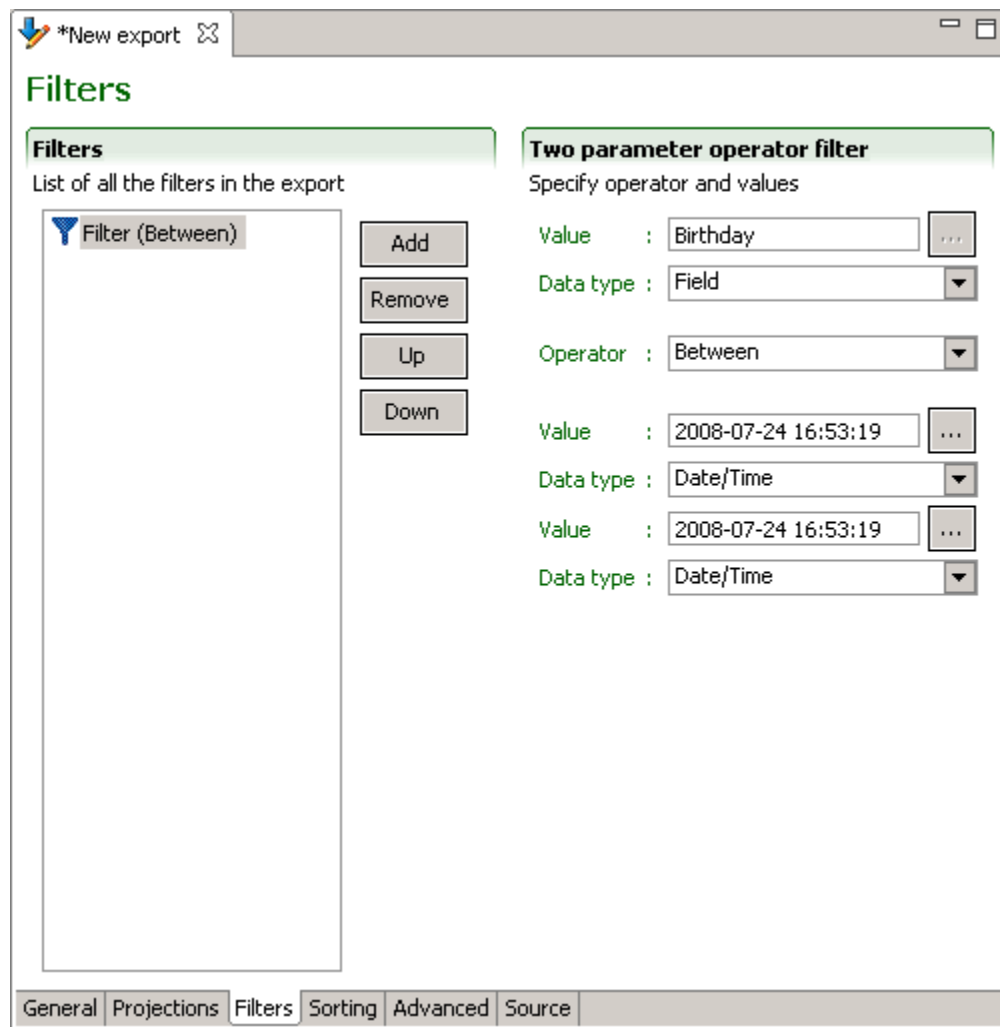 *New export
Filters
Filters
List of all the filters in the export
Filter (Between)
Add
Remove
Up
Down
Two parameter operator filter
Specify operator and values
Value : Birthday ...
Data type : Field
Operator : Between
Value : 2008-07-24 16:53:19 ...
Data type : Date/Time
Value : 2008-07-24 16:53:19 ...
Data type : Date/Time
General Projections Filters Sorting Advanced Source